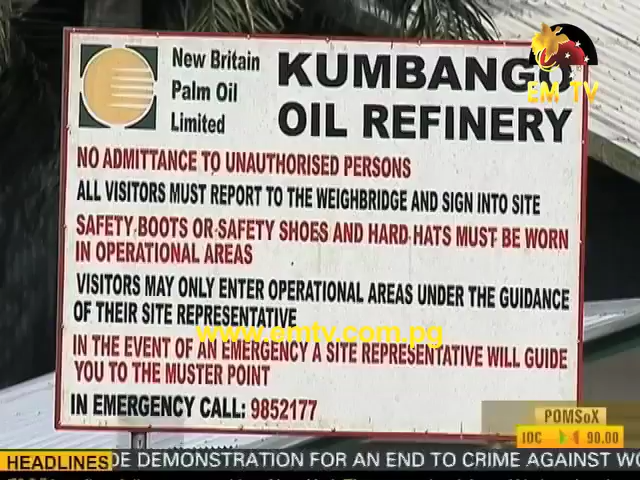 New Britain
Palm Oil
Limited
KUMBANGO
OIL REFINERY
EM TV
NO ADMITTANCE TO UNAUTHORISED PERSONS
ALL VISITORS MUST REPORT TO THE WEIGHBRIDGE AND SIGN INTO SITE
SAFETY BOOTS OR SAFETY SHOES AND HARD HATS MUST BE WORN
IN OPERATIONAL AREAS
VISITORS MAY ONLY ENTER OPERATIONAL AREAS UNDER THE GUIDANCE
OF THEIR SITE REPRESENTATIVE
www.emtv.com.pg
IN THE EVENT OF AN EMERGENCY A SITE REPRESENTATIVE WILL GUIDE
YOU TO THE MUSTER POINT
IN EMERGENCY CALL: 9852177
POMSoX
IDC 90.00
HEADLINES DE DEMONSTRATION FOR AN END TO CRIME AGAINST WO